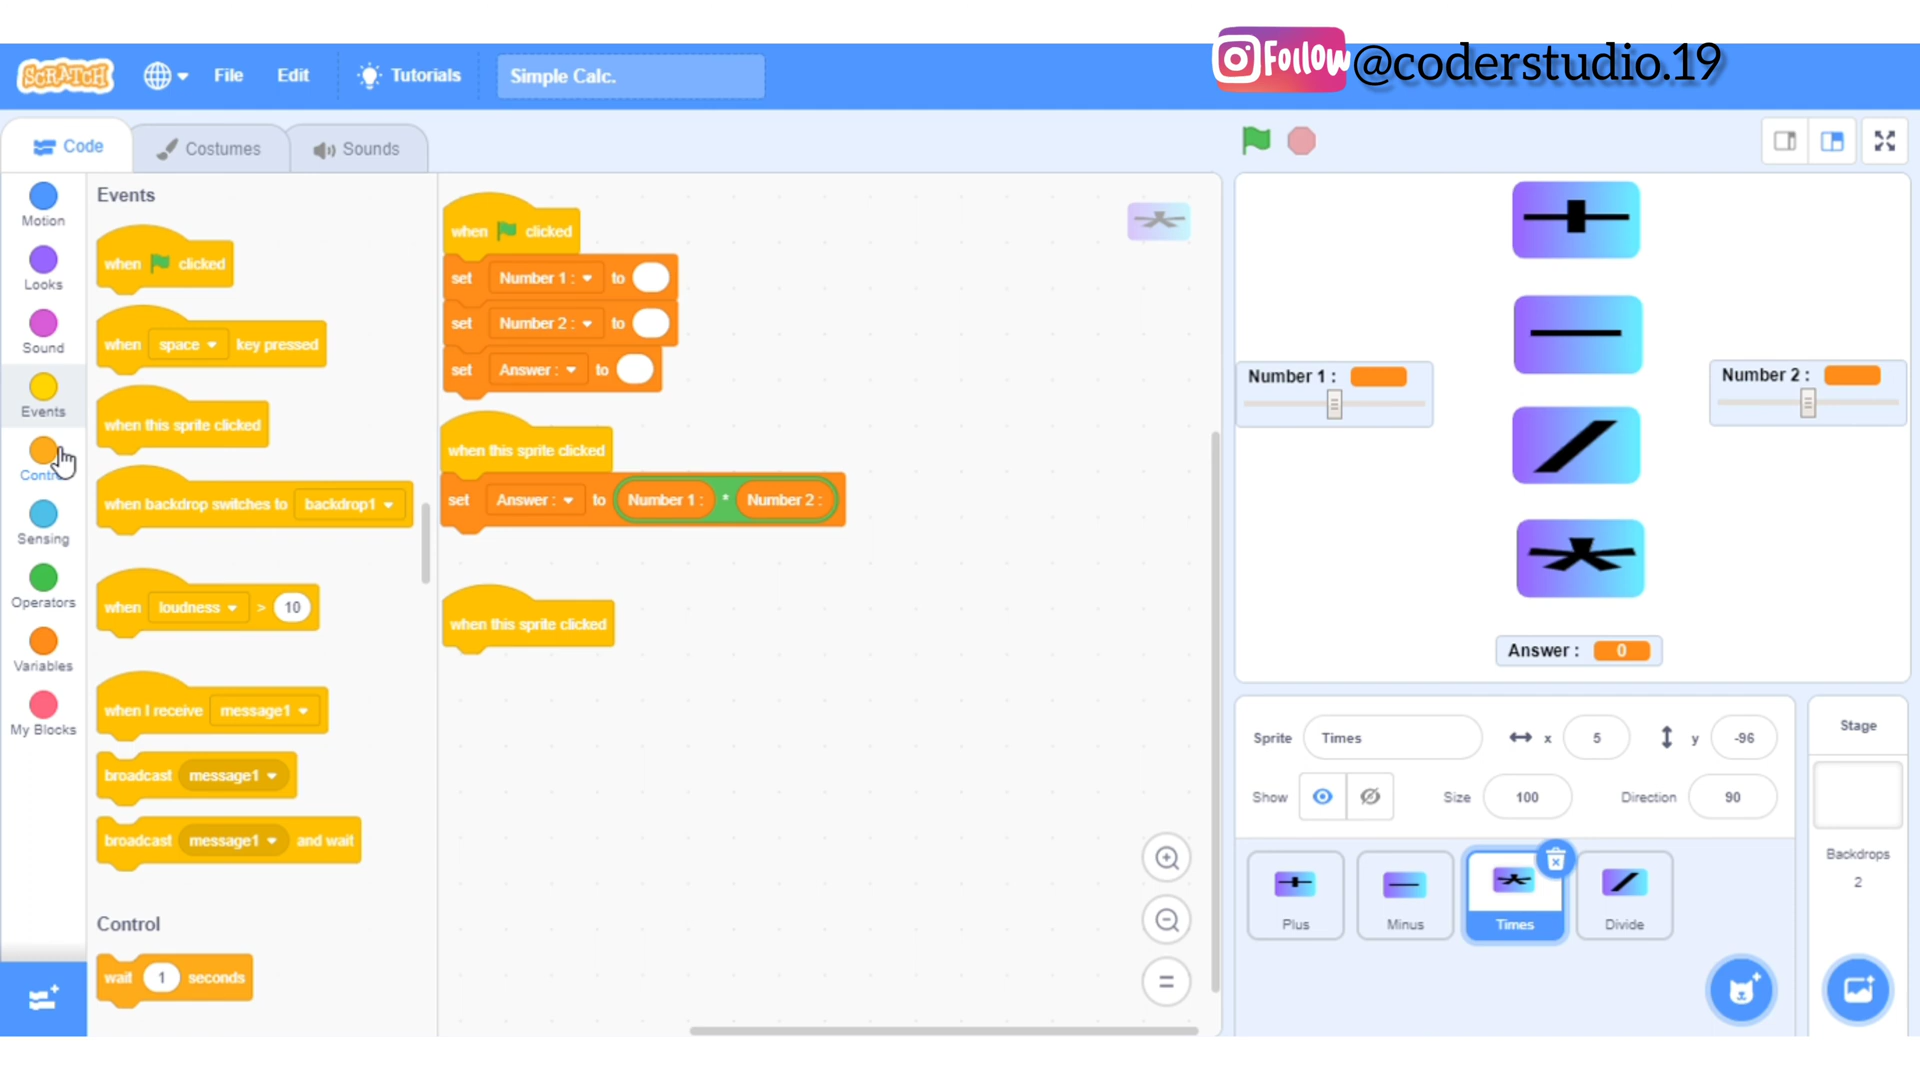 Follow @coderstudio.19
SCRATCH File Edit Tutorials Simple Calc.
Code Costumes Sounds
Motion
Looks
Sound
Events
Control
Sensing
Operators
Variables
My Blocks
Events
when clicked
when space key pressed
when this sprite clicked
when backdrop switches to backdrop1
when loudness > 10
when I receive message1
broadcast message1
broadcast message1 and wait
Control
wait 1 seconds
when clicked
set Number 1 : to
set Number 2 : to
set Answer : to
when this sprite clicked
set Answer : to Number 1 : * Number 2 :
when this sprite clicked
Number 1 :
Number 2 :
Answer : 0
Sprite Times x 5 y -96
Show Size 100 Direction 90
Plus Minus Times Divide
Stage
Backdrops
2